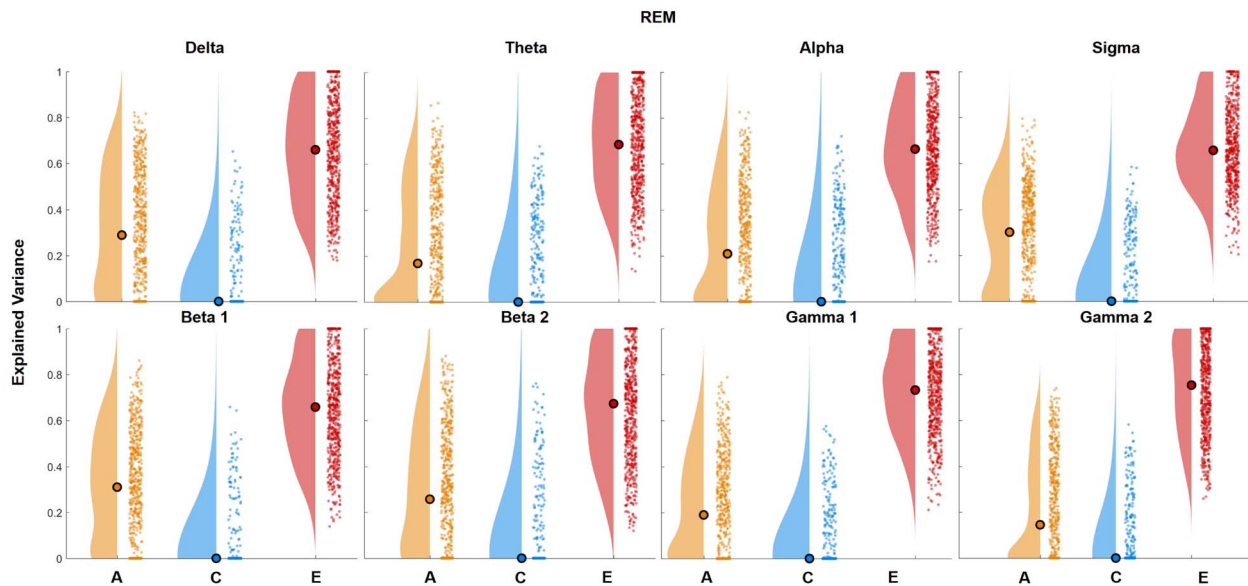 REM
Delta Theta Alpha Sigma
1
0.8
0.6
0.4
0.2
0
Explained Variance
Beta 1 Beta 2 Gamma 1 Gamma 2
1
0.8
0.6
0.4
0.2
0
A C E A C E A C E A C E